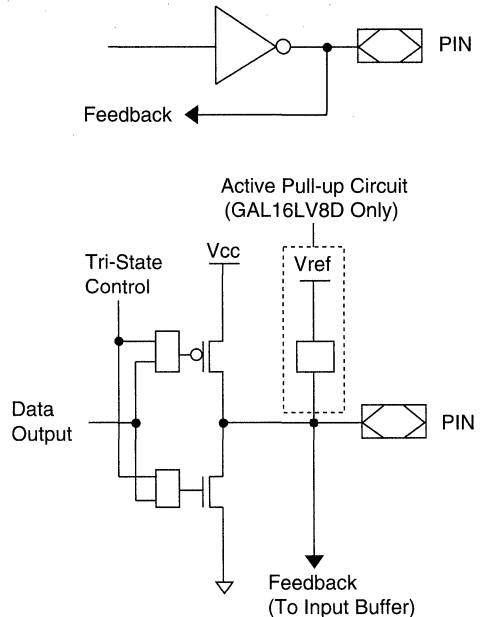 PIN
Feedback
Active Pull-up Circuit
(GAL16LV8D Only)
Vcc
Vref
Tri-State
Control
Data
Output
PIN
Feedback
(To Input Buffer)